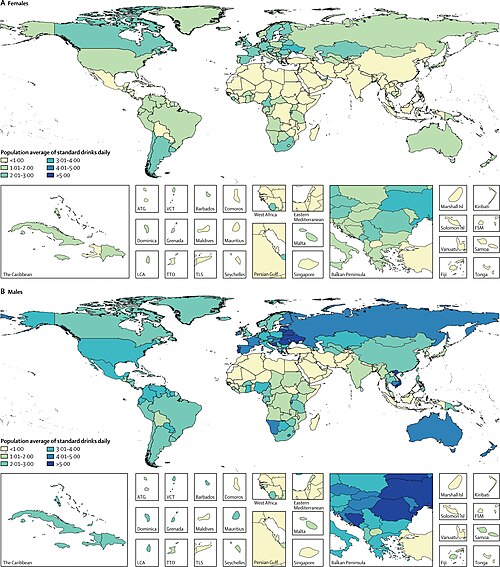 A Females
Population average of standard drinks daily
<1·00
1·01–2·00
2·01–3·00
3·01–4·00
4·01–5·00
>5·00
The Caribbean
ATG
VCT
Barbados
Comoros
Dominica
Grenada
Maldives
Mauritius
LCA
TTO
TLS
Seychelles
West Africa
Eastern
Mediterranean
Persian Gulf
Malta
Singapore
Balkan Peninsula
Marshall Isl
Kiribati
Solomon Isl
FSM
Vanuatu
Samoa
Fiji
Tonga
B Males
Population average of standard drinks daily
<1·00
1·01–2·00
2·01–3·00
3·01–4·00
4·01–5·00
>5·00
The Caribbean
ATG
VCT
Barbados
Comoros
Dominica
Grenada
Maldives
Mauritius
LCA
TTO
TLS
Seychelles
West Africa
Eastern
Mediterranean
Persian Gulf
Malta
Singapore
Balkan Peninsula
Marshall Isl
Kiribati
Solomon Isl
FSM
Vanuatu
Samoa
Fiji
Tonga